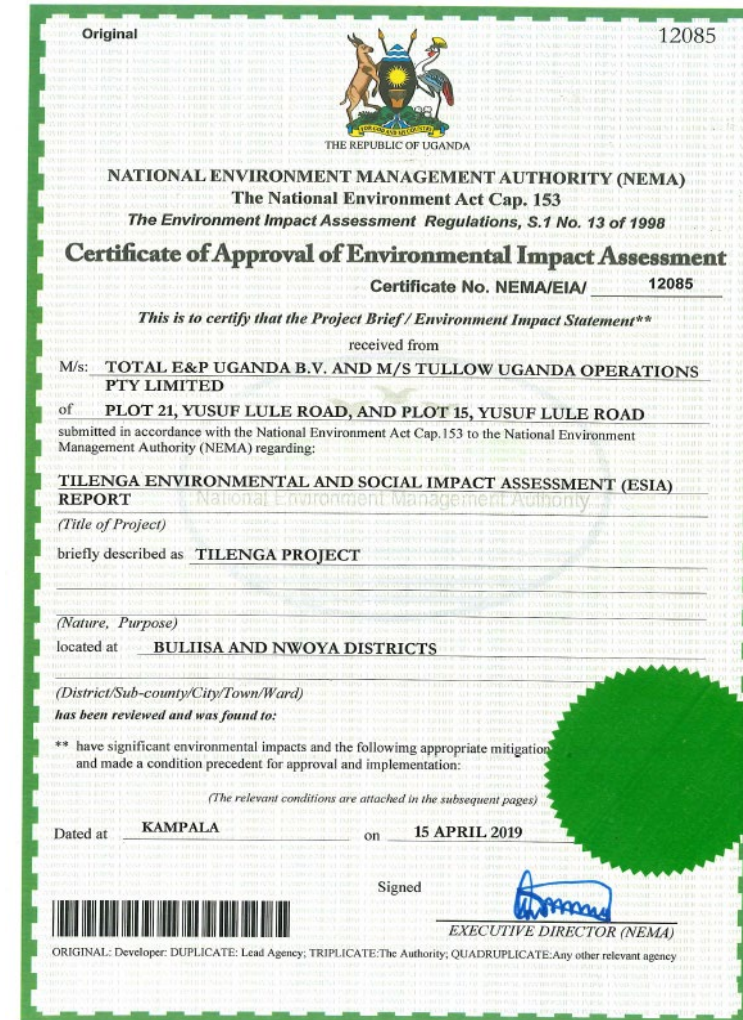 Original
12085
FOR GOD AND MY COUNTRY
THE REPUBLIC OF UGANDA
NATIONAL ENVIRONMENT MANAGEMENT AUTHORITY (NEMA)
The National Environment Act Cap. 153
The Environment Impact Assessment Regulations, S.1 No. 13 of 1998
Certificate of Approval of Environmental Impact Assessment
Certificate No. NEMA/EIA/ 12085
This is to certify that the Project Brief / Environment Impact Statement**
received from
M/s: TOTAL E&P UGANDA B.V. AND M/S TULLOW UGANDA OPERATIONS
PTY LIMITED
of PLOT 21, YUSUF LULE ROAD, AND PLOT 15, YUSUF LULE ROAD
submitted in accordance with the National Environment Act Cap.153 to the National Environment
Management Authority (NEMA) regarding:
TILENGA ENVIRONMENTAL AND SOCIAL IMPACT ASSESSMENT (ESIA)
REPORT
National Environment Management Authority
(Title of Project)
briefly described as TILENGA PROJECT
(Nature, Purpose)
located at BULIISA AND NWOYA DISTRICTS
(District/Sub-county/City/Town/Ward)
has been reviewed and was found to:
** have significant environmental impacts and the followimg appropriate mitigation
and made a condition precedent for approval and implementation:
(The relevant conditions are attached in the subsequent pages)
Dated at KAMPALA on 15 APRIL 2019
Signed
EXECUTIVE DIRECTOR (NEMA)
ORIGINAL: Developer: DUPLICATE: Lead Agency; TRIPLICATE:The Authority; QUADRUPLICATE:Any other relevant agency